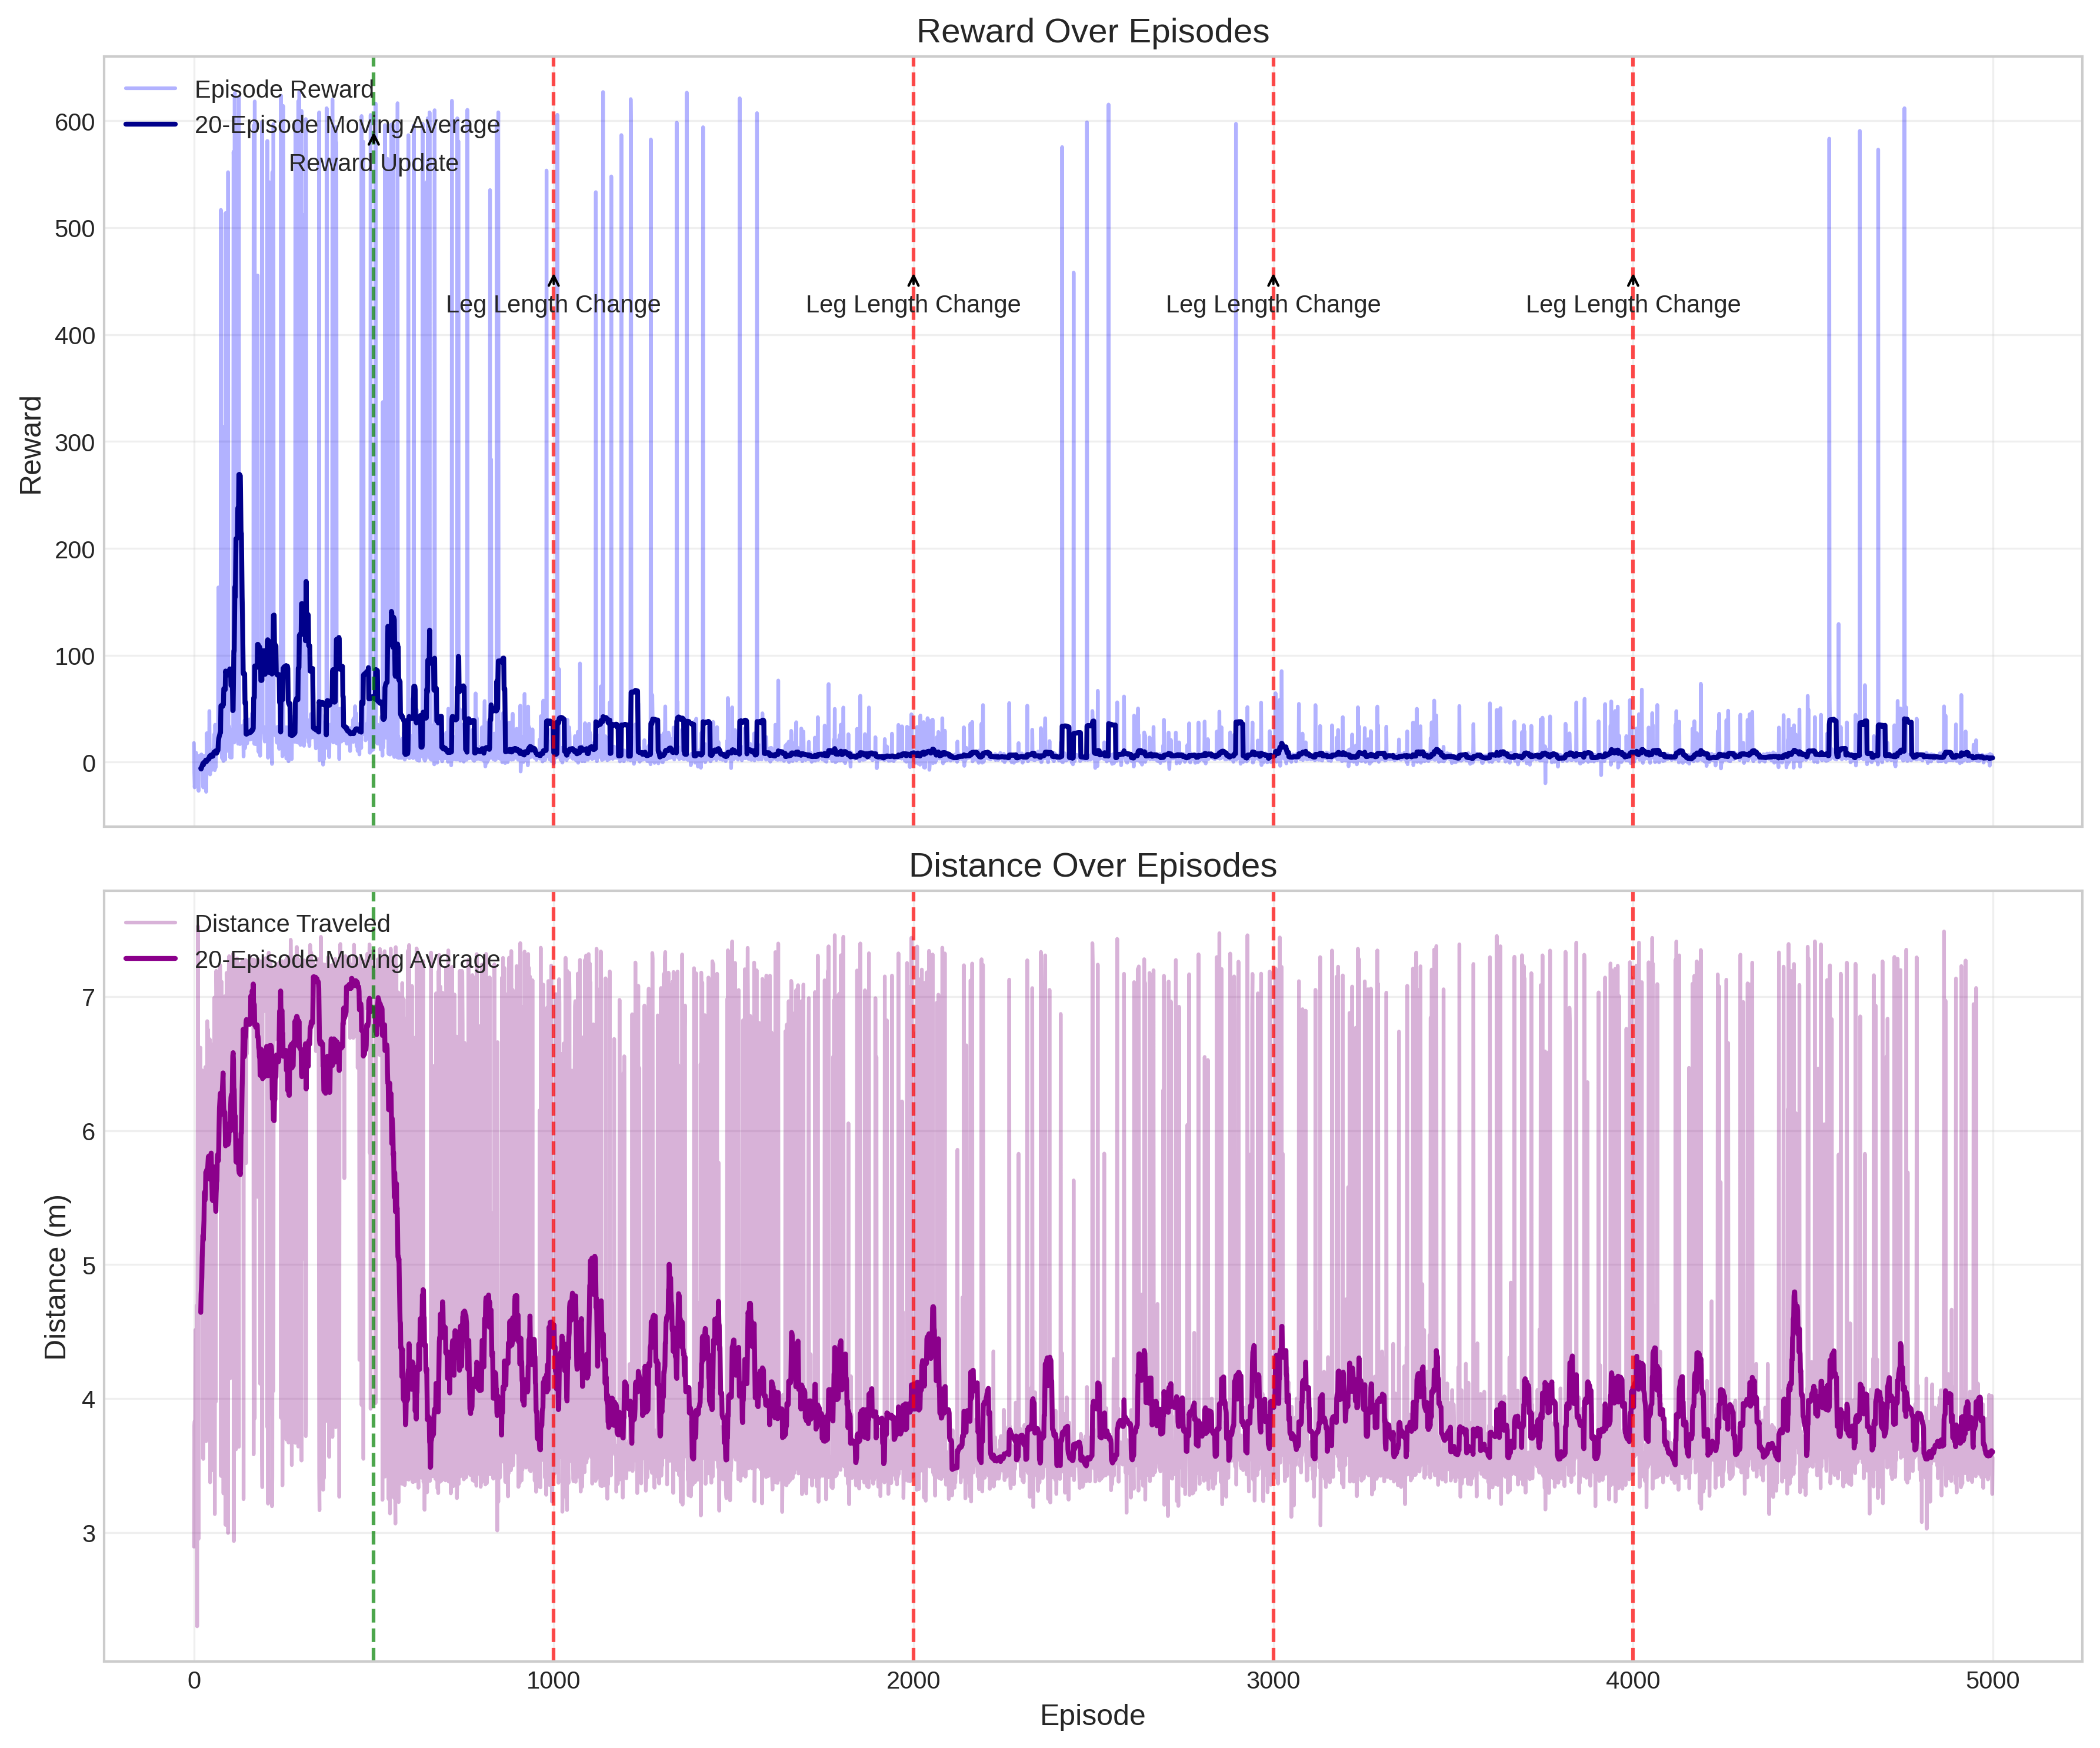 Reward Over Episodes
Episode Reward
20-Episode Moving Average
Reward Update
Leg Length Change
Leg Length Change
Leg Length Change
Leg Length Change
Reward
600
500
400
300
200
100
0
Distance Over Episodes
Distance Traveled
20-Episode Moving Average
Distance (m)
7
6
5
4
3
0
1000
2000
3000
4000
5000
Episode